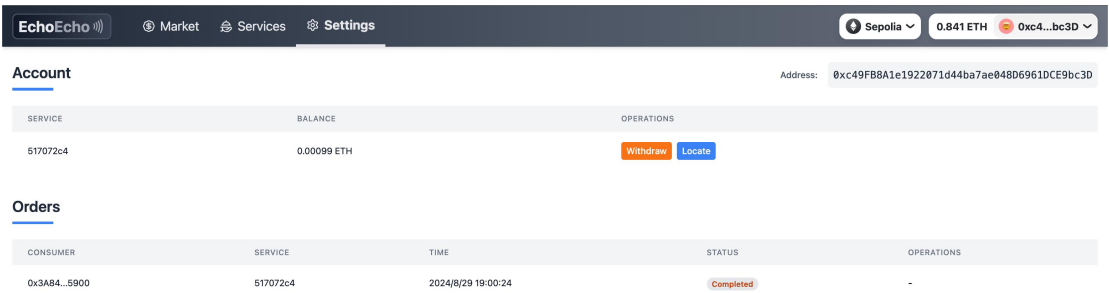 EchoEcho Market Services Settings Sepolia 0.841 ETH 0xc4...bc3D
Account Address: 0xc49FB8A1e1922071d44ba7ae048D6961DCE9bc3D
SERVICE BALANCE OPERATIONS
517072c4 0.00099 ETH Withdraw Locate
Orders
CONSUMER SERVICE TIME STATUS OPERATIONS
0x3A84...5900 517072c4 2024/8/29 19:00:24 Completed -